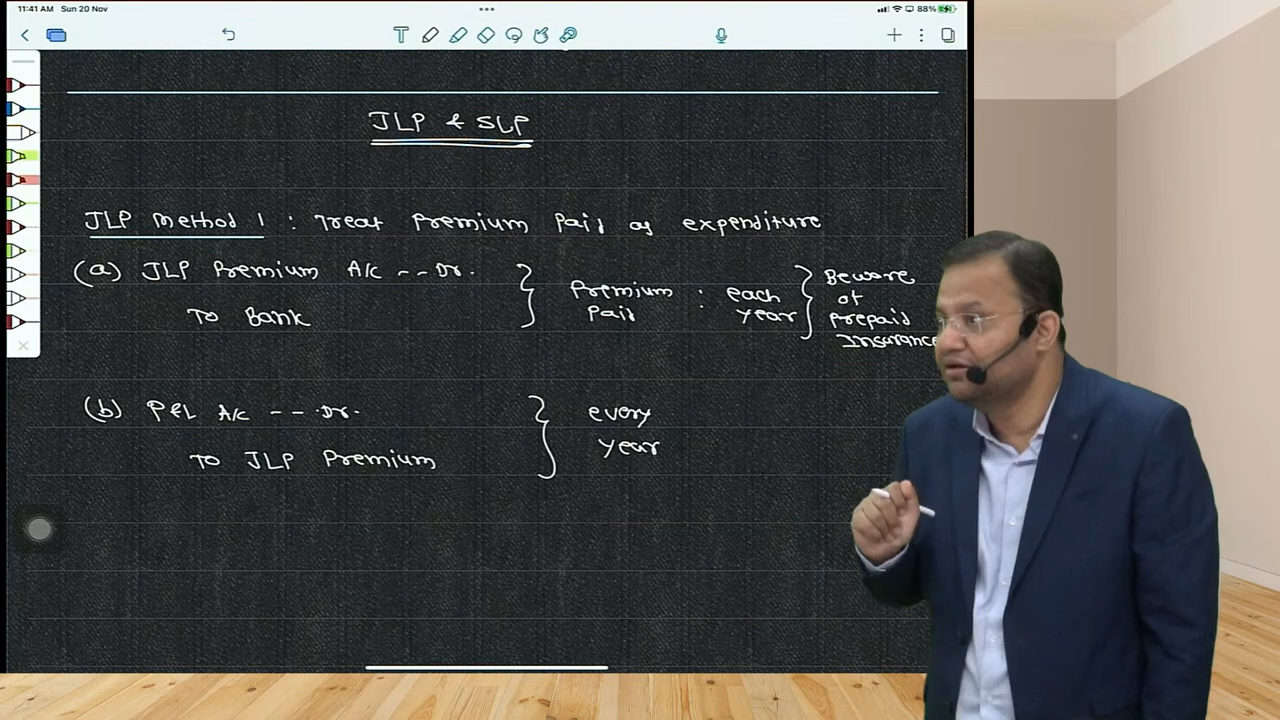 11:41 AM Sun 20 Nov
88%
JLP & SLP
JLP Method 1 : Treat Premium Paid as expenditure
(a) JLP Premium A/c -- Dr.
To Bank
Premium : each
Paid year
Beware
of
Prepaid
Insurance
(b) P&L A/c -- Dr.
To JLP Premium
every
year